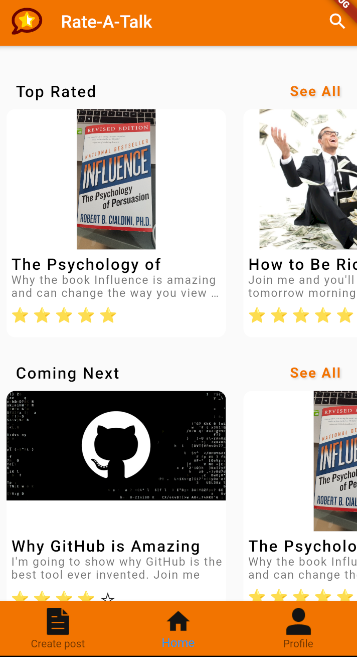 Rate-A-Talk
Top Rated
See All
REVISED EDITION
NATIONAL BESTSELLER
INFLUENCE
The Psychology
of Persuasion
ROBERT B. CIALDINI, PH.D.
The Psychology of
Why the book Influence is amazing
and can change the way you view ...
How to Be Ric
Join me and you'll
tomorrow morning
Coming Next
See All
Why GitHub is Amazing
I'm going to show why GitHub is the
best tool ever invented. Join me
REVISED
INFLU
The Psychol
of Per
ROBERT B. CIAL
The Psycholo
Why the book Influ
and can change th
Create post
Home
Profile